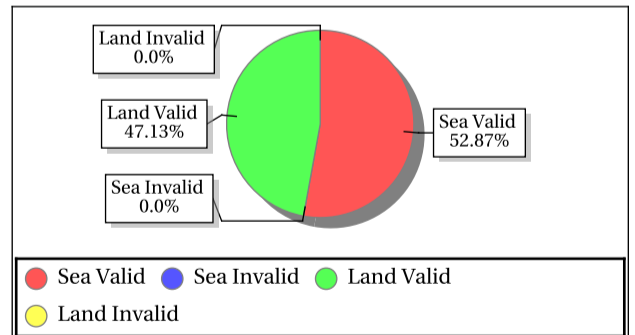 Land Invalid
0.0%
Land Valid
47.13%
Sea Valid
52.87%
Sea Invalid
0.0%
Sea Valid Sea Invalid Land Valid
Land Invalid